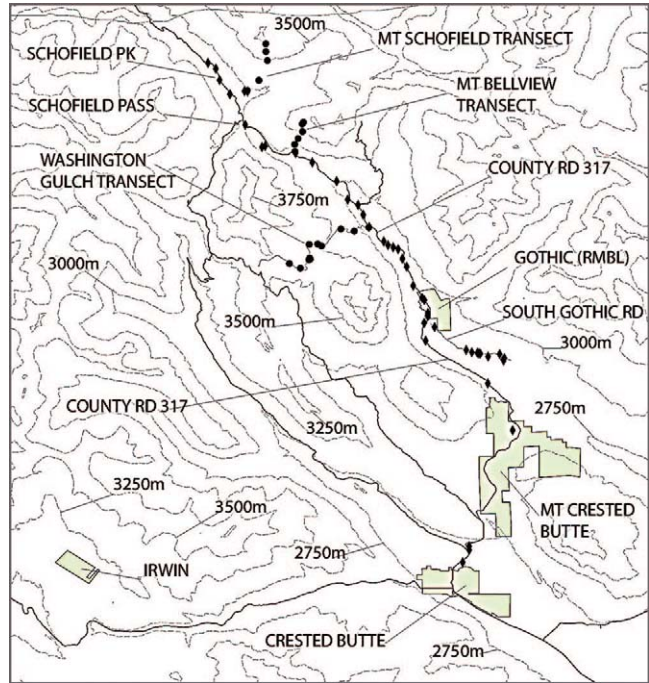 3500m
SCHOFIELD PK
MT SCHOFIELD TRANSECT
MT BELLVIEW
TRANSECT
SCHOFIELD PASS
WASHINGTON
GULCH TRANSECT
COUNTY RD 317
3750m
3000m
GOTHIC (RMBL)
3500m
SOUTH GOTHIC RD
3000m
COUNTY RD 317
2750m
3250m
3250m
3500m
MT CRESTED
BUTTE
2750m
IRWIN
CRESTED BUTTE
2750m